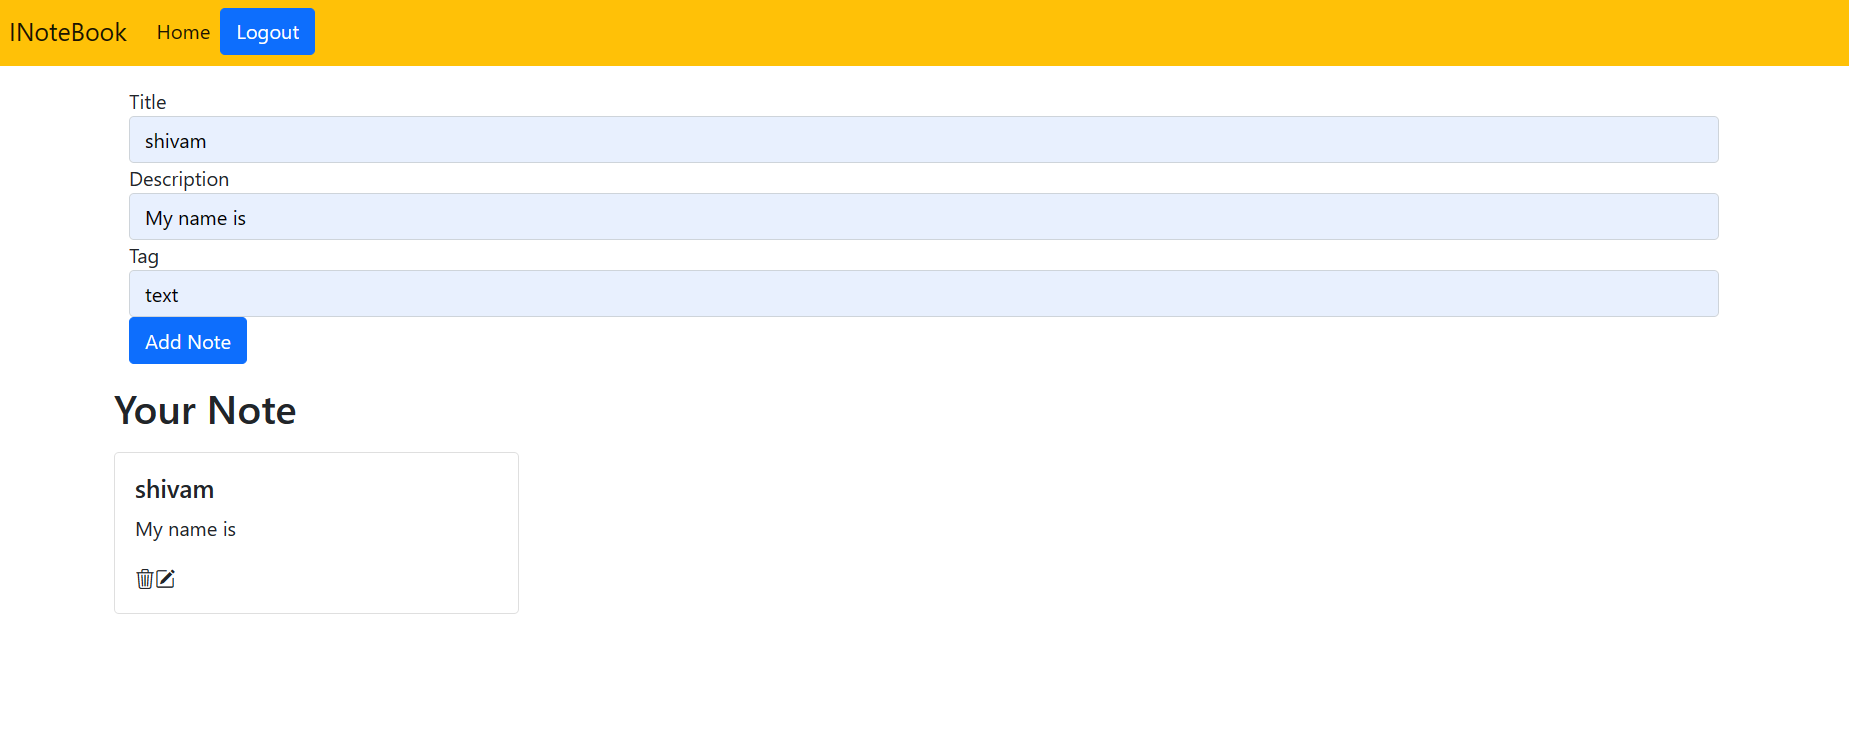 INoteBook Home Logout
Title
shivam
Description
My name is
Tag
text
Add Note
Your Note
shivam
My name is